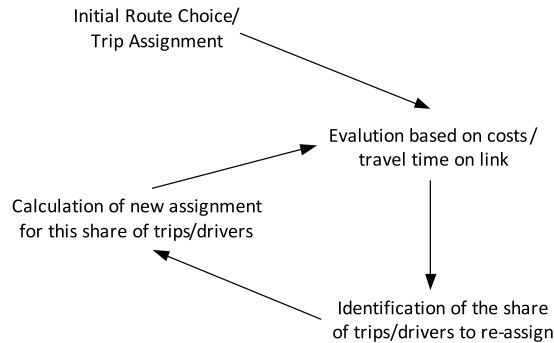 Initial Route Choice/
Trip Assignment
Evalution based on costs/
travel time on link
Calculation of new assignment
for this share of trips/drivers
Identification of the share
of trips/drivers to re-assign